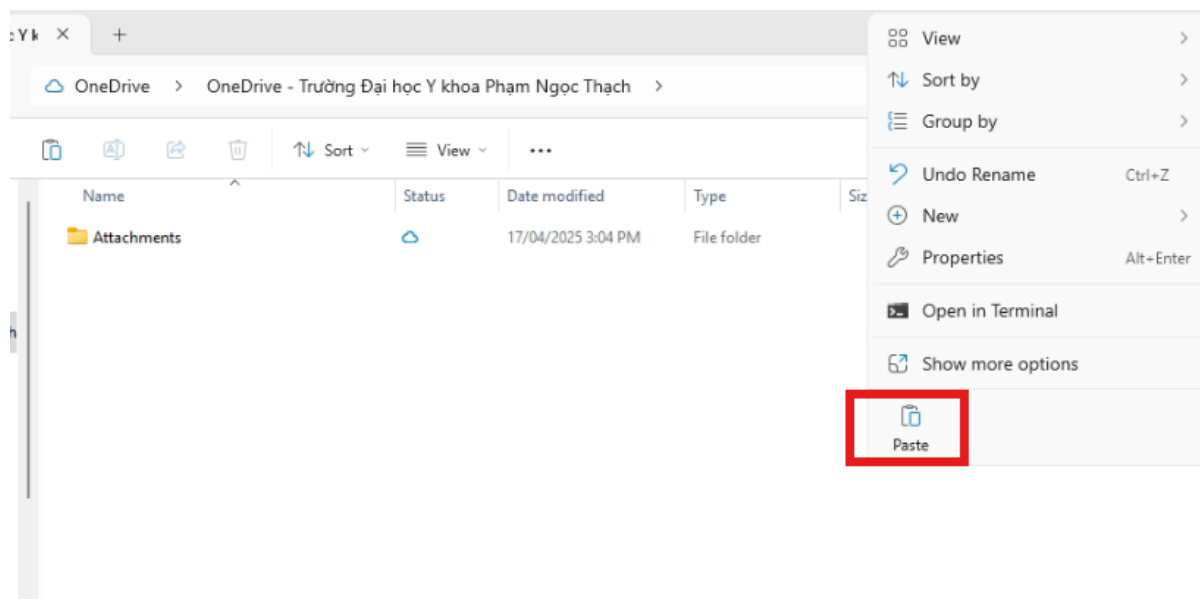 OneDrive > OneDrive - Trường Đại học Y khoa Phạm Ngọc Thạch >
Sort View ...
Name Status Date modified Type
Attachments 17/04/2025 3:04 PM File folder
View
Sort by
Group by
Undo Rename Ctrl+Z
New
Properties Alt+Enter
Open in Terminal
Show more options
Paste